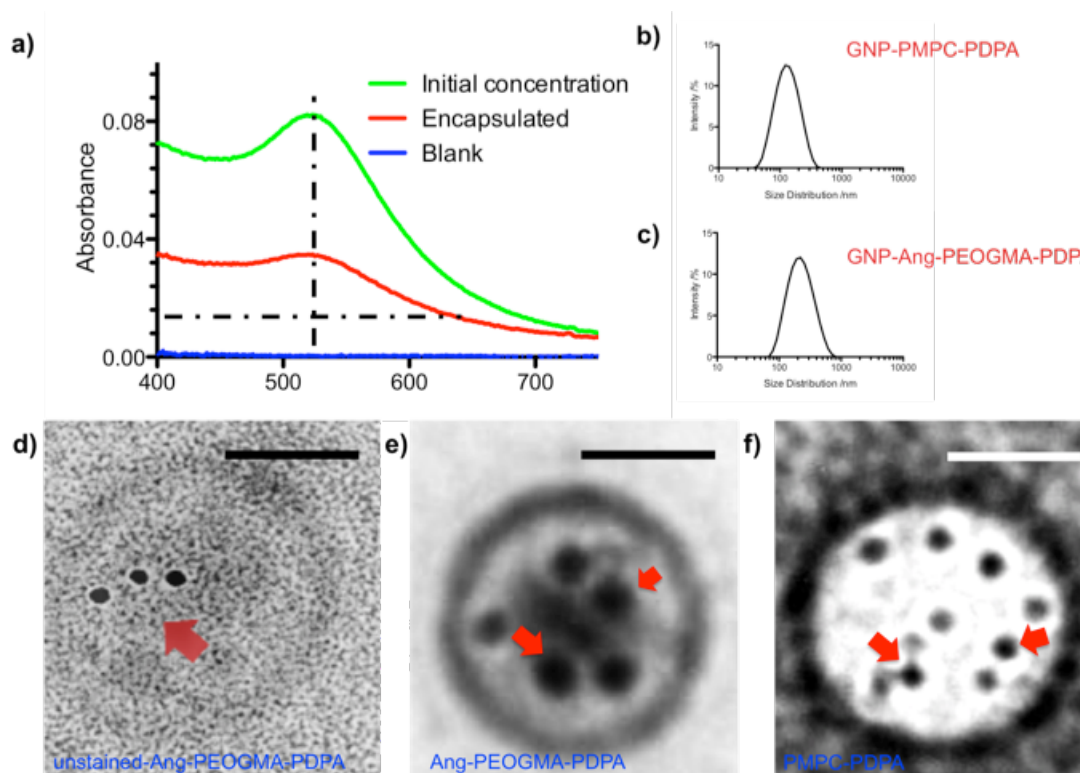 a)
Absorbance
0.08
0.04
0.00
400
500
600
700
Initial concentration
Encapsulated
Blank
b)
GNP-PMPC-PDPA
Intensity /%
15
10
5
0
10
100
1000
10000
Size Distribution /nm
c)
GNP-Ang-PEOGMA-PDP
Intensity /%
15
10
5
0
10
100
1000
10000
Size Distribution /nm
d)
unstained-Ang-PEOGMA-PDPA
e)
Ang-PEOGMA-PDPA
f)
PMPC-PDPA